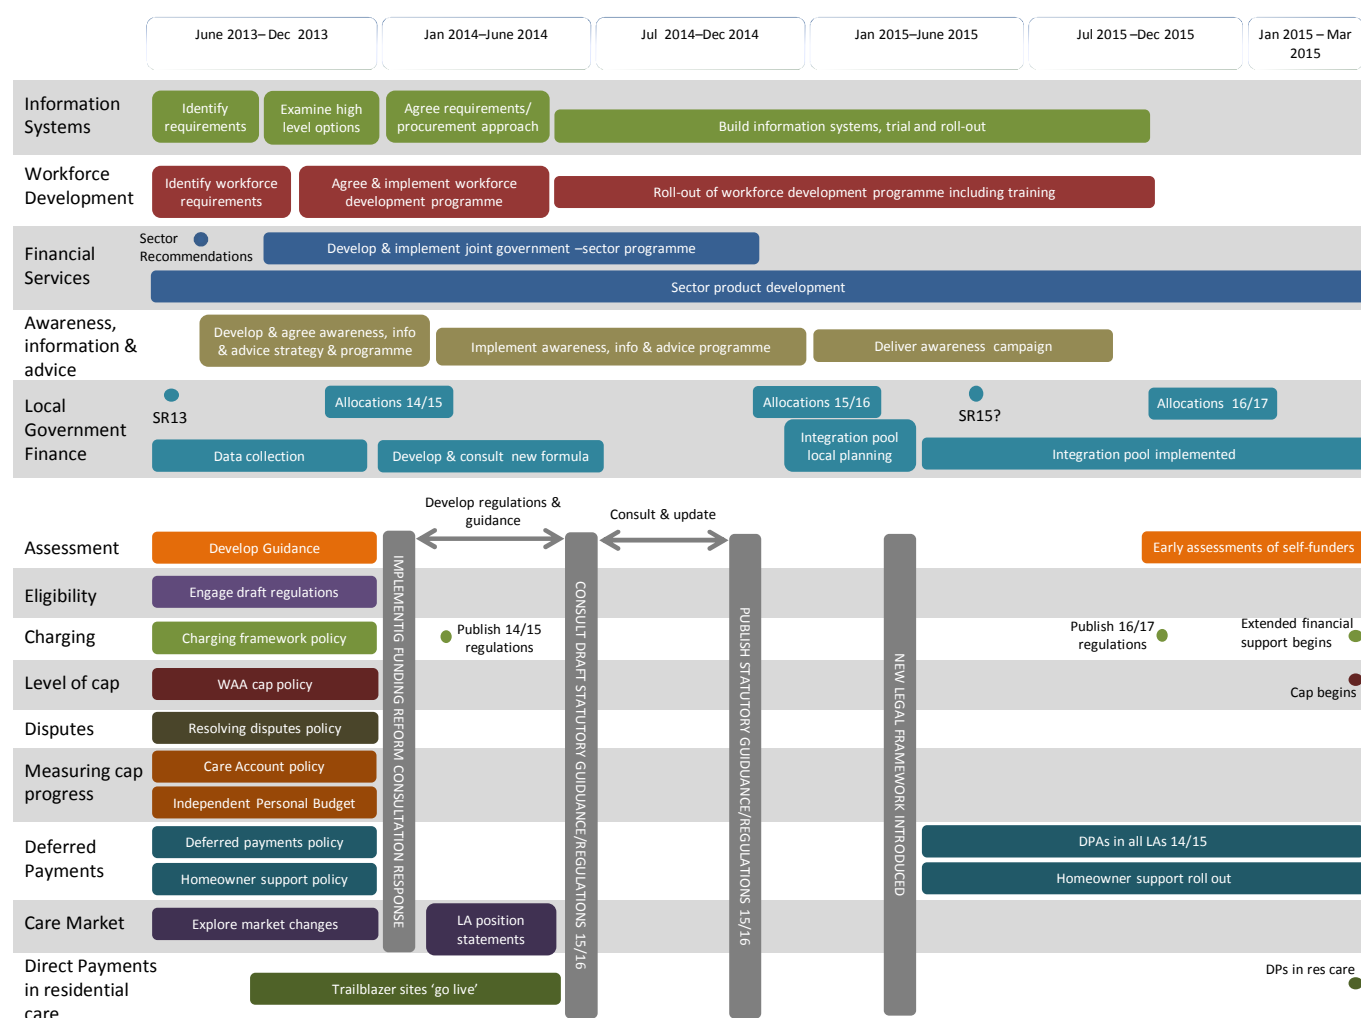 June 2013– Dec 2013
Jan 2014–June 2014
Jul 2014–Dec 2014
Jan 2015–June 2015
Jul 2015 –Dec 2015
Jan 2015 – Mar
2015
Information
Systems
Identify
requirements
Examine high
level options
Agree requirements/
procurement approach
Build information systems, trial and roll-out
Workforce
Development
Identify workforce
requirements
Agree & implement workforce
development programme
Roll-out of workforce development programme including training
Financial
Services
Sector
Recommendations
Develop & implement joint government –sector programme
Sector product development
Awareness,
information &
advice
Develop & agree awareness, info
& advice strategy & programme
Implement awareness, info & advice programme
Deliver awareness campaign
Local
Government
Finance
SR13
Allocations 14/15
Allocations 15/16
SR15?
Allocations 16/17
Data collection
Develop & consult new formula
Integration pool
local planning
Integration pool implemented
Develop regulations &
guidance
Consult & update
Assessment
Develop Guidance
Early assessments of self-funders
Eligibility
Engage draft regulations
Charging
Charging framework policy
Publish 14/15
regulations
Publish 16/17
regulations
Extended financial
support begins
Level of cap
WAA cap policy
Cap begins
Disputes
Resolving disputes policy
Measuring cap
progress
Care Account policy
Independent Personal Budget
Deferred
Payments
Deferred payments policy
Homeowner support policy
DPAs in all LAs 14/15
Homeowner support roll out
Care Market
Explore market changes
LA position
statements
Direct Payments
in residential
care
Trailblazer sites ‘go live’
DPs in res care
IMPLEMENTIG FUNDING REFORM CONSULTATION RESPONSE
CONSULT DRAFT STATUTORY GUIDUANCE/REGULATIONS 15/16
PUBLISH STATUTORY GUIDUANCE/REGULATIONS 15/16
NEW LEGAL FRAMEWORK INTRODUCED